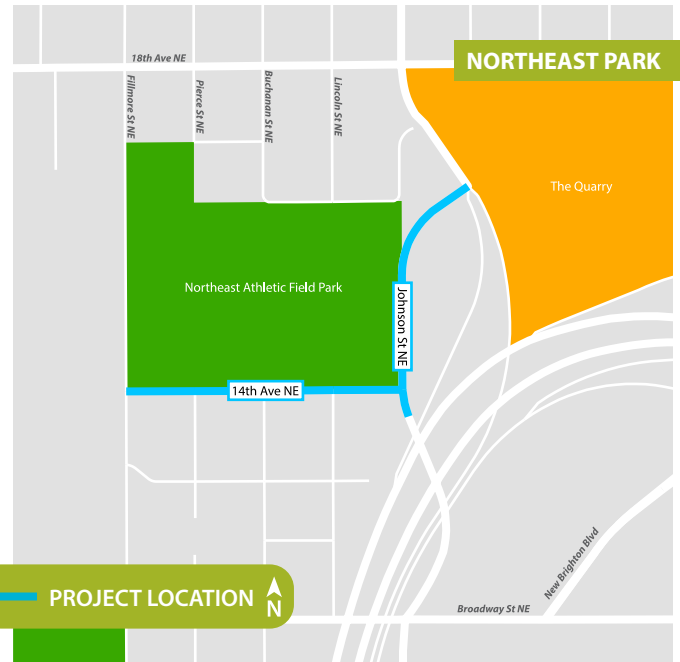 18th Ave NE
NORTHEAST PARK
Fillmore St NE
Pierce St NE
Buchanan St NE
Lincoln St NE
The Quarry
Northeast Athletic Field Park
Johnson St NE
14th Ave NE
New Brighton Blvd
PROJECT LOCATION
N
Broadway St NE